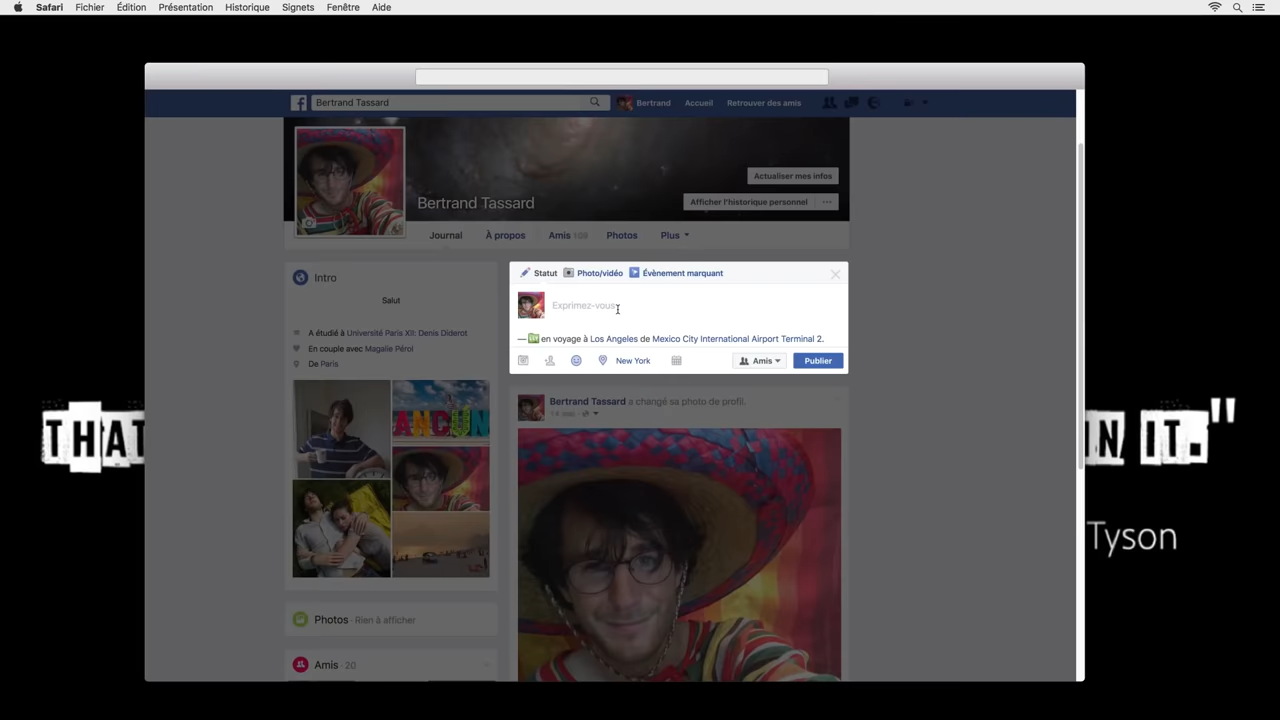 Safari Fichier Édition Présentation Historique Signets Fenêtre Aide
Bertrand Tassard
Bertrand Accueil Retrouver des amis
Actualiser mes infos
Bertrand Tassard
Afficher l'historique personnel ...
Journal À propos Amis 109 Photos Plus
Intro
Salut
A étudié à Université Paris XII: Denis Diderot
En couple avec Magalie Pérol
De Paris
Statut Photo/vidéo Évènement marquant
Exprimez-vous
— en voyage à Los Angeles de Mexico City International Airport Terminal 2.
New York
Amis Publier
Bertrand Tassard a changé sa photo de profil.
ANCUN
THA
IN IT."
Tyson
Photos · Rien à afficher
Amis · 20